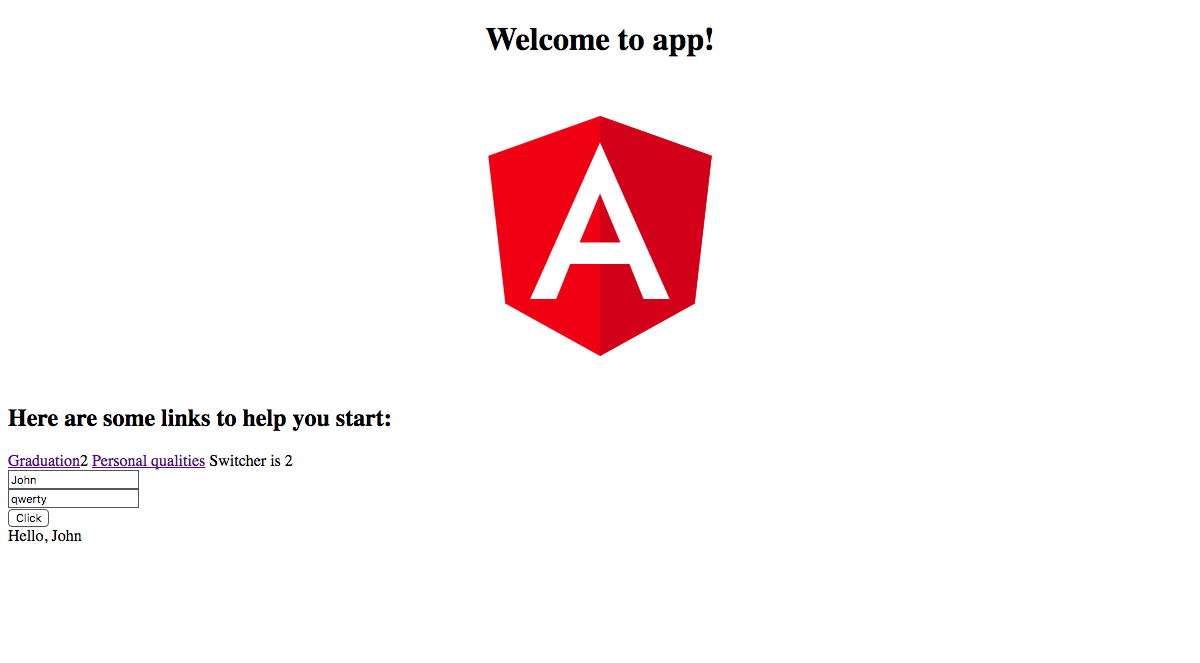 Welcome to app!
A
Here are some links to help you start:
Graduation2 Personal qualities Switcher is 2
John
qwerty
Click
Hello, John